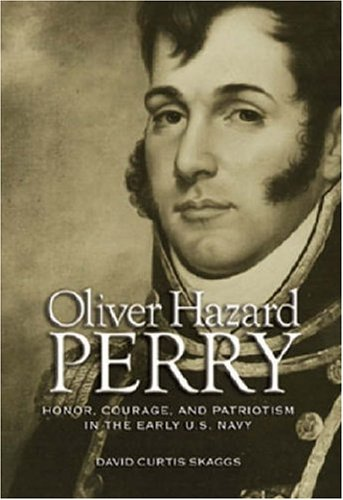 Oliver Hazard
PERRY
HONOR, COURAGE, AND PATRIOTISM
IN THE EARLY U.S. NAVY
DAVID CURTIS SKAGGS